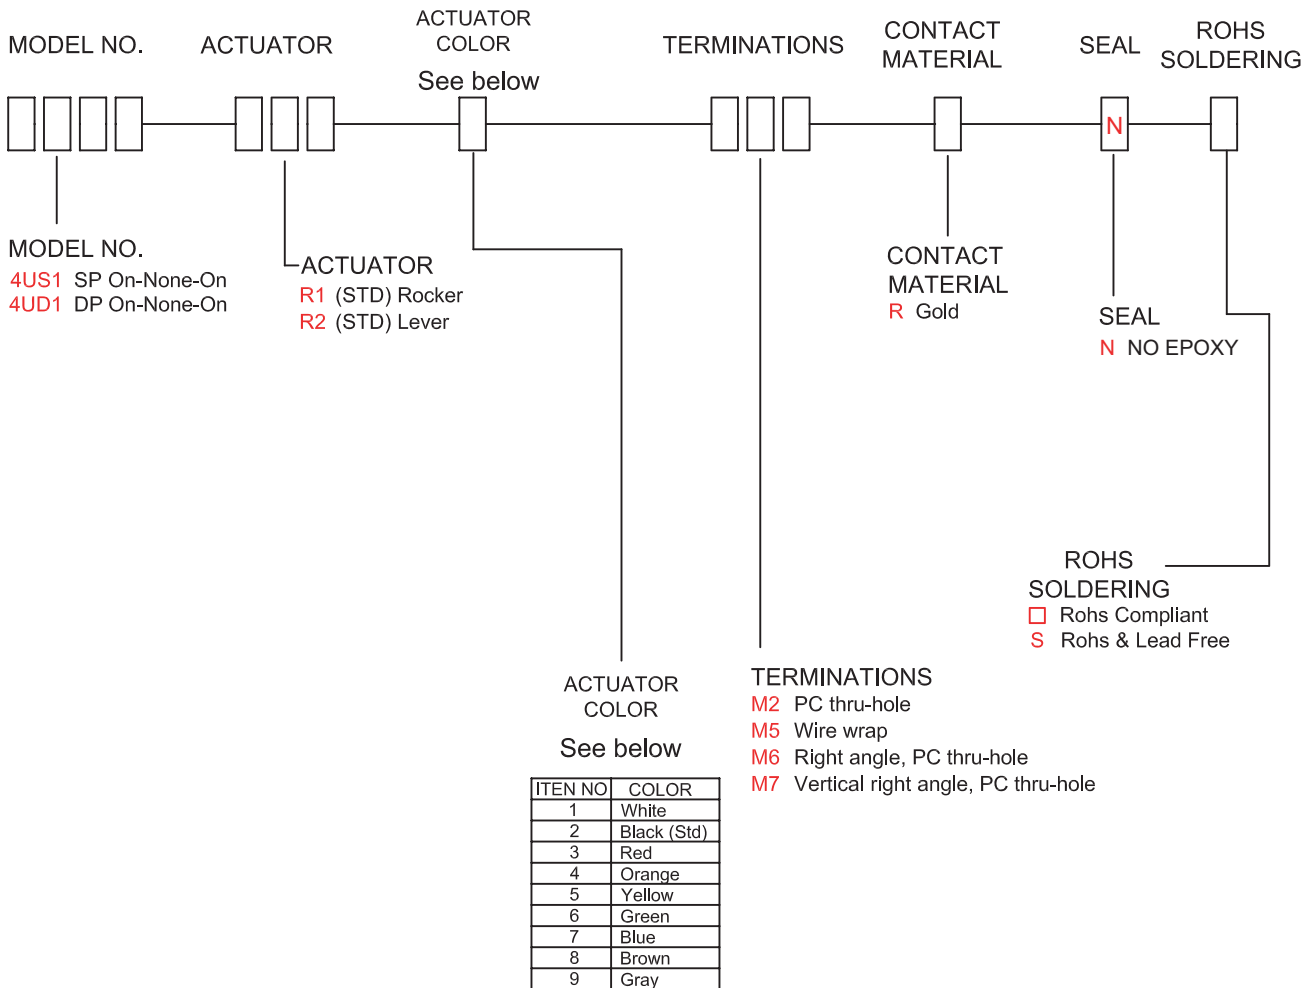 MODEL NO.
ACTUATOR
ACTUATOR
COLOR
See below
TERMINATIONS
CONTACT
MATERIAL
SEAL
ROHS
SOLDERING
N
MODEL NO.
4US1 SP On-None-On
4UD1 DP On-None-On
ACTUATOR
R1 (STD) Rocker
R2 (STD) Lever
CONTACT
MATERIAL
R Gold
SEAL
N NO EPOXY
ROHS
SOLDERING
Rohs Compliant
S Rohs & Lead Free
ACTUATOR
COLOR
See below
TERMINATIONS
M2 PC thru-hole
M5 Wire wrap
M6 Right angle, PC thru-hole
M7 Vertical right angle, PC thru-hole
ITEN NO COLOR
1 White
2 Black (Std)
3 Red
4 Orange
5 Yellow
6 Green
7 Blue
8 Brown
9 Gray